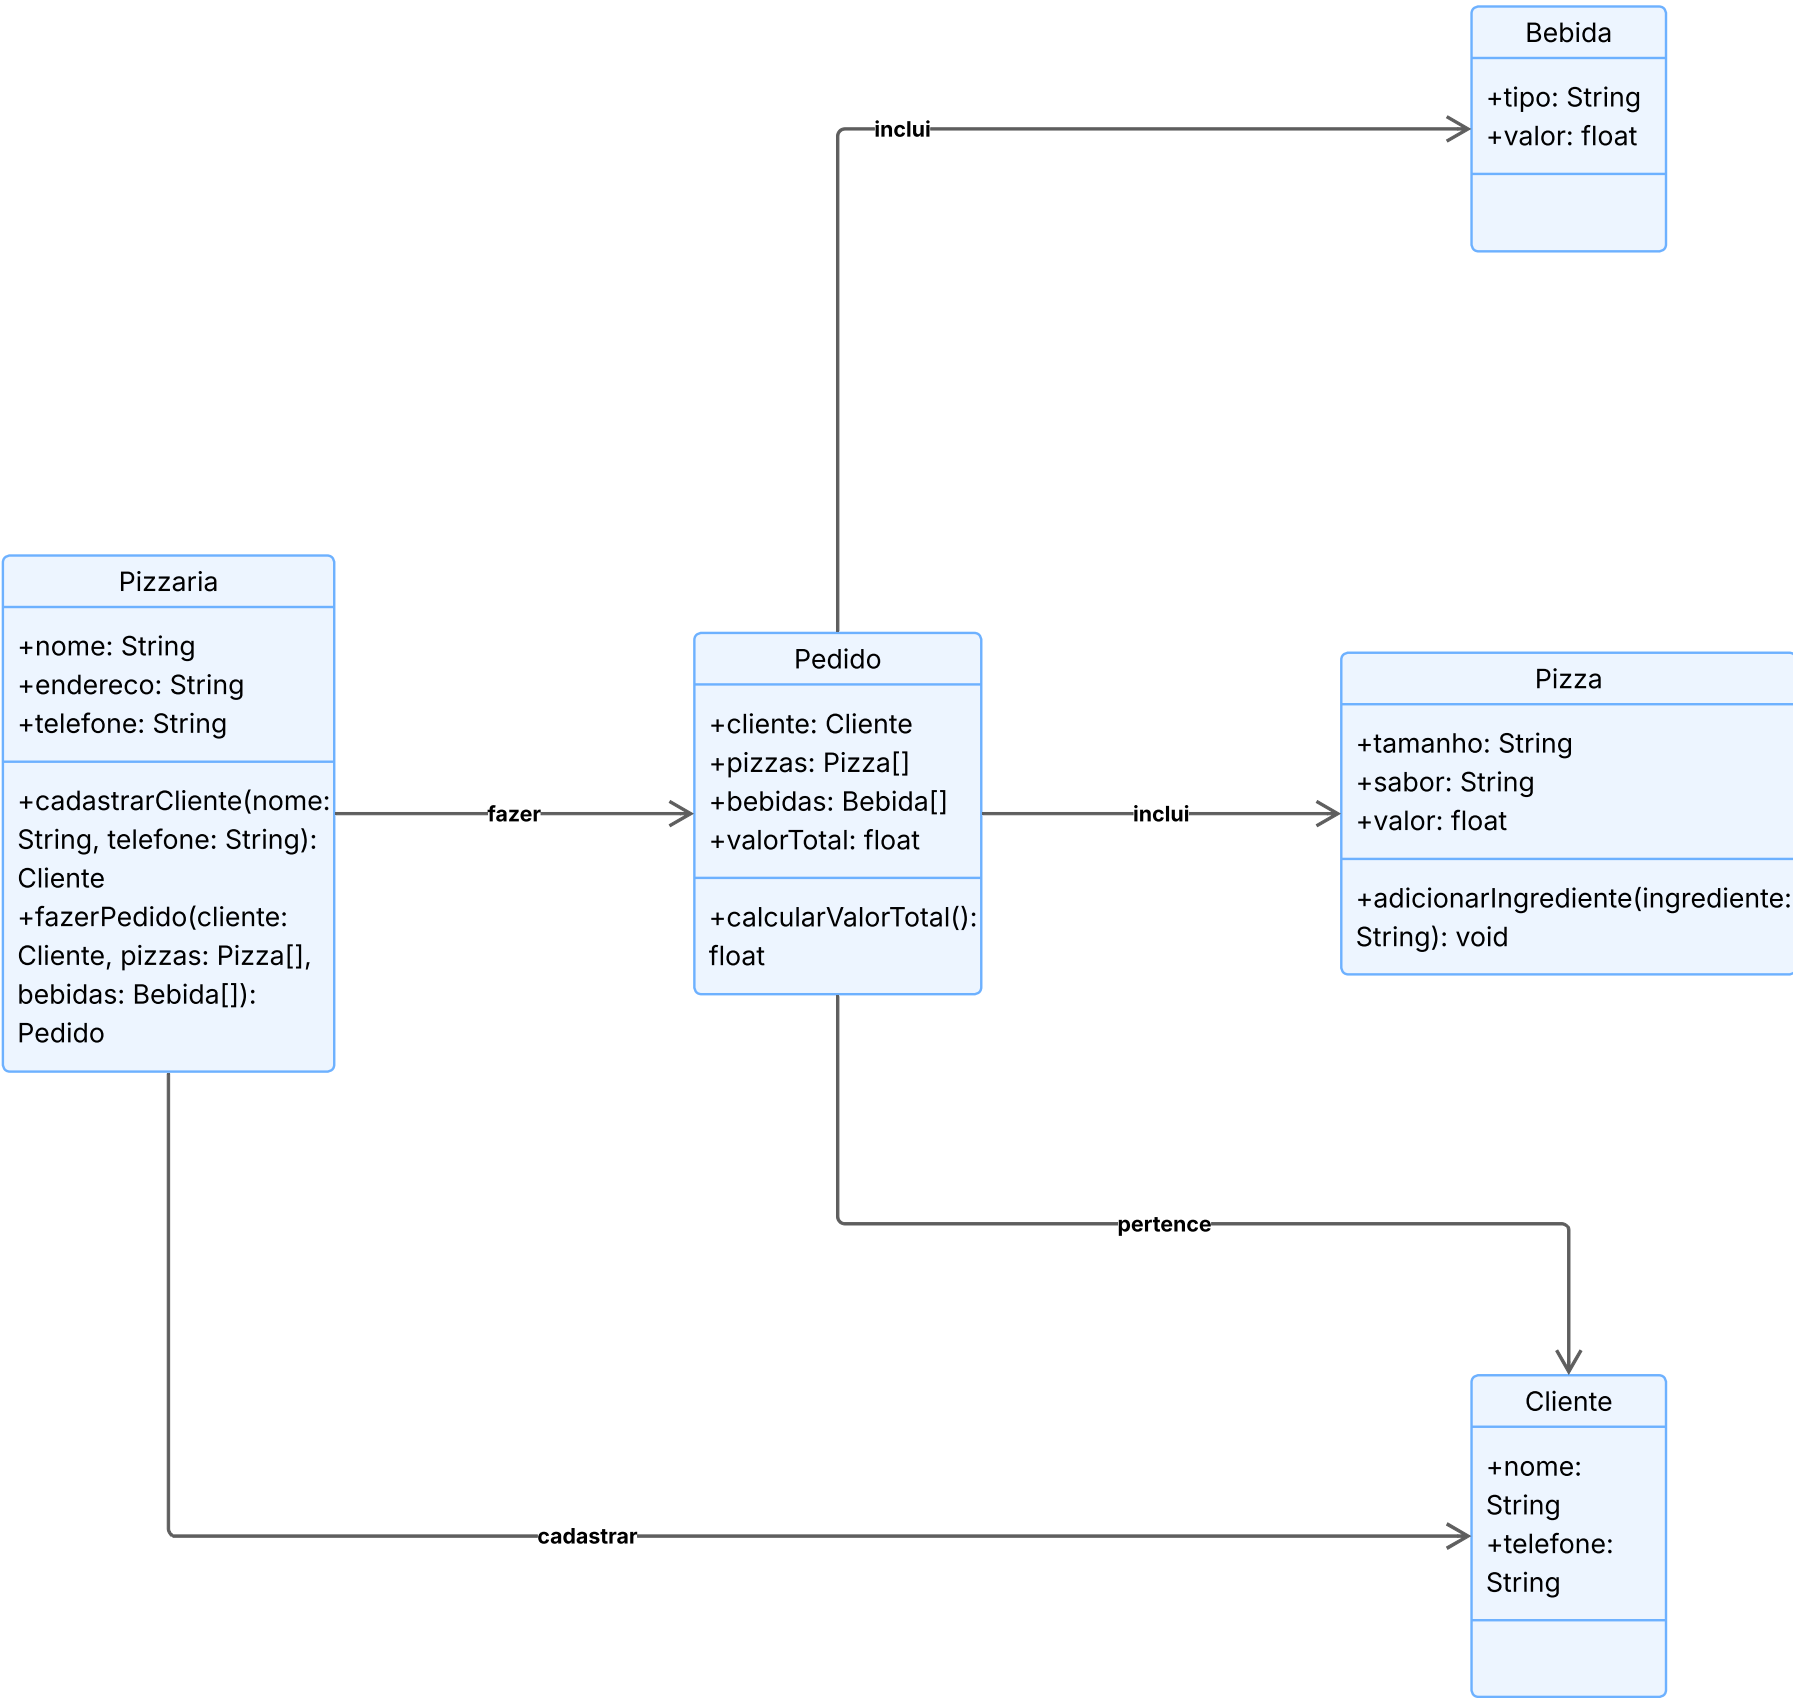 Bebida
+tipo: String
+valor: float
inclui
Pizzaria
+nome: String
+endereco: String
+telefone: String
+cadastrarCliente(nome:
String, telefone: String):
Cliente
+fazerPedido(cliente:
Cliente, pizzas: Pizza[],
bebidas: Bebida[]):
Pedido
fazer
Pedido
+cliente: Cliente
+pizzas: Pizza[]
+bebidas: Bebida[]
+valorTotal: float
+calcularValorTotal():
float
inclui
Pizza
+tamanho: String
+sabor: String
+valor: float
+adicionarIngrediente(ingrediente:
String): void
pertence
cadastrar
Cliente
+nome:
String
+telefone:
String